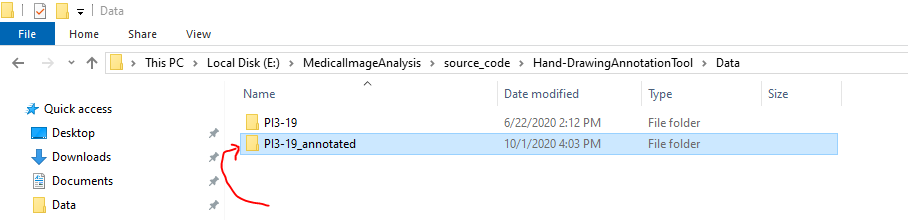 Data
File Home Share View
This PC Local Disk (E:) MedicalImageAnalysis source_code Hand-DrawingAnnotationTool Data
Name Date modified Type Size
Quick access
PI3-19 6/22/2020 2:12 PM File folder
Desktop
PI3-19_annotated 10/1/2020 4:03 PM File folder
Downloads
Documents
Data